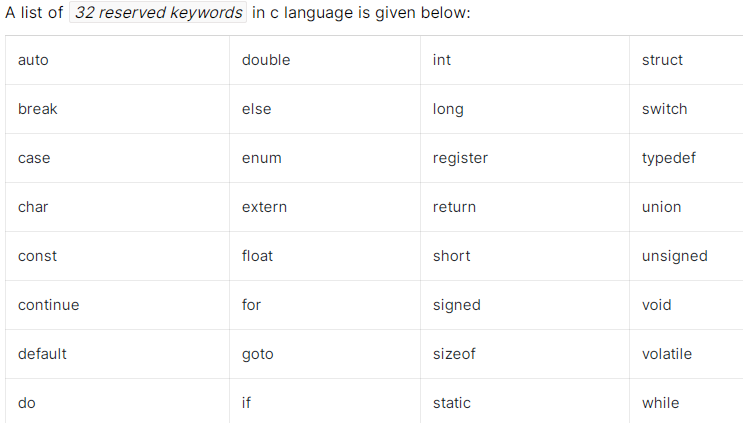 A list of 32 reserved keywords in c language is given below:
auto double int struct
break else long switch
case enum register typedef
char extern return union
const float short unsigned
continue for signed void
default goto sizeof volatile
do if static while